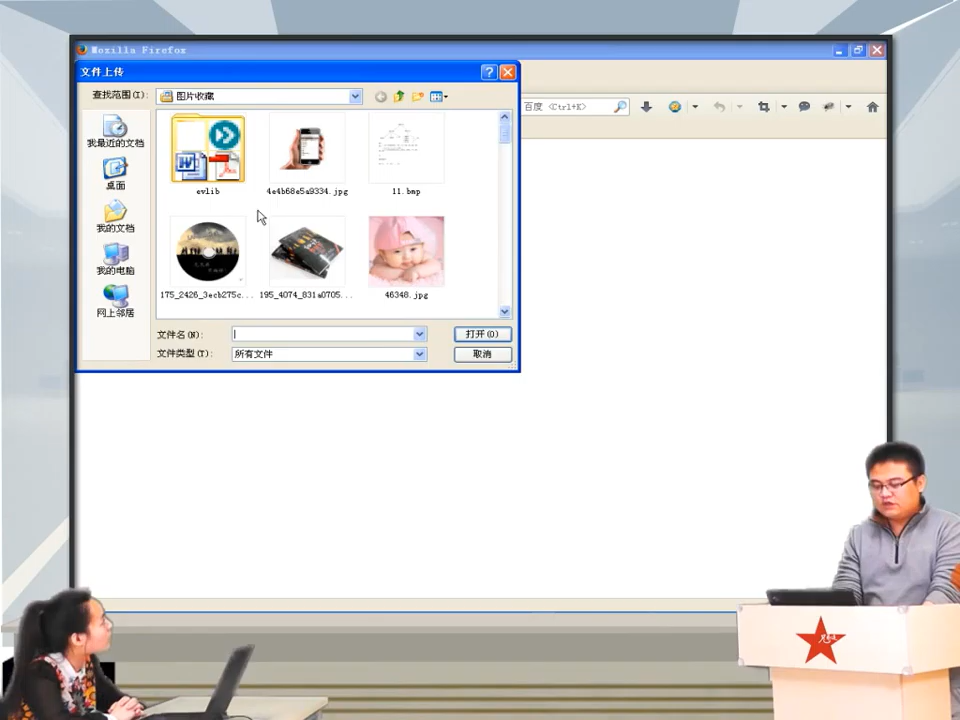 Mozilla Firefox
文件上传
查找范围(I):
图片收藏
百度 <Ctrl+K>
我最近的文档
桌面
我的文档
我的电脑
网上邻居
evlib
4e4b68e5a9334.jpg
11.bmp
175_2426_3ecb275c...
195_4074_831a0705...
46348.jpg
文件名(N):
打开(O)
文件类型(T):
所有文件
取消